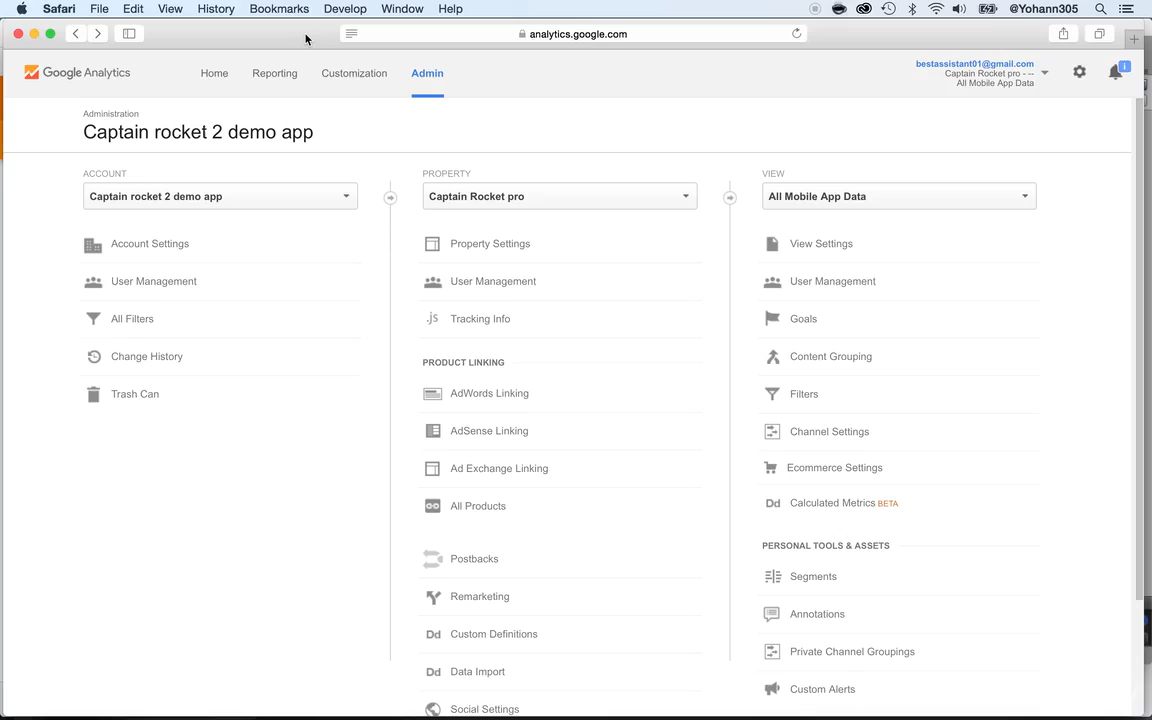 Safari File Edit View History Bookmarks Develop Window Help @Yohann305
analytics.google.com
Google Analytics Home Reporting Customization Admin
bestassistant01@gmail.com
Captain Rocket pro - --
All Mobile App Data
i
Administration
Captain rocket 2 demo app
ACCOUNT
Captain rocket 2 demo app
Account Settings
User Management
All Filters
Change History
Trash Can
PROPERTY
Captain Rocket pro
Property Settings
User Management
.js Tracking Info
PRODUCT LINKING
AdWords Linking
AdSense Linking
Ad Exchange Linking
All Products
Postbacks
Remarketing
Dd Custom Definitions
Dd Data Import
Social Settings
VIEW
All Mobile App Data
View Settings
User Management
Goals
Content Grouping
Filters
Channel Settings
Ecommerce Settings
Dd Calculated Metrics BETA
PERSONAL TOOLS & ASSETS
Segments
Annotations
Private Channel Groupings
Custom Alerts